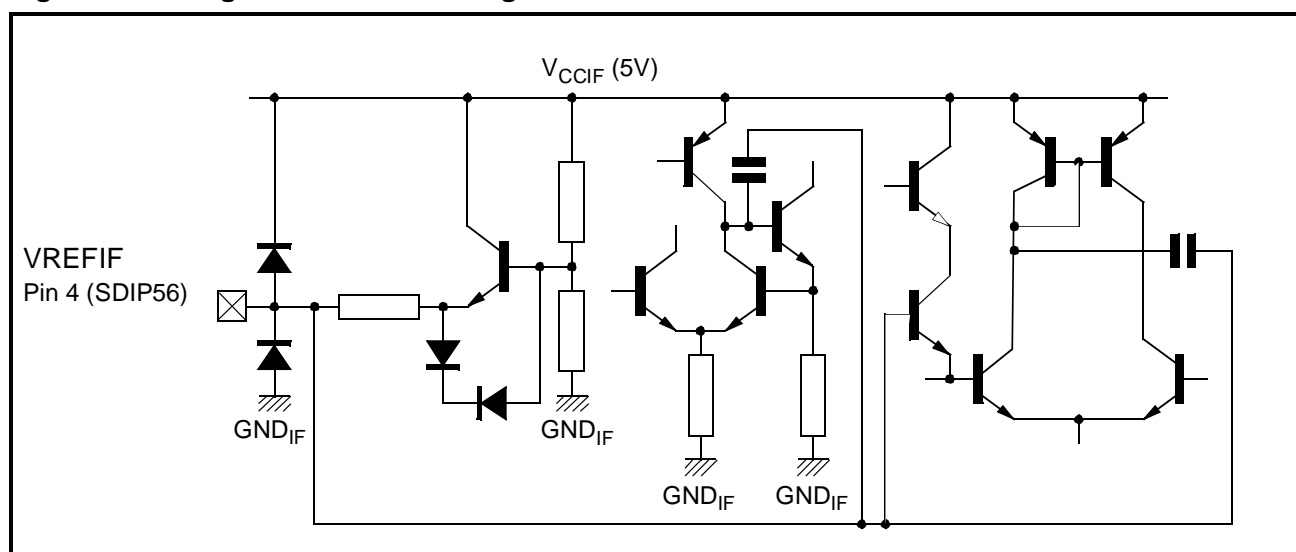 V_CCIF (5V)
VREFIF
Pin 4 (SDIP56)
GND_IF
GND_IF
GND_IF
GND_IF